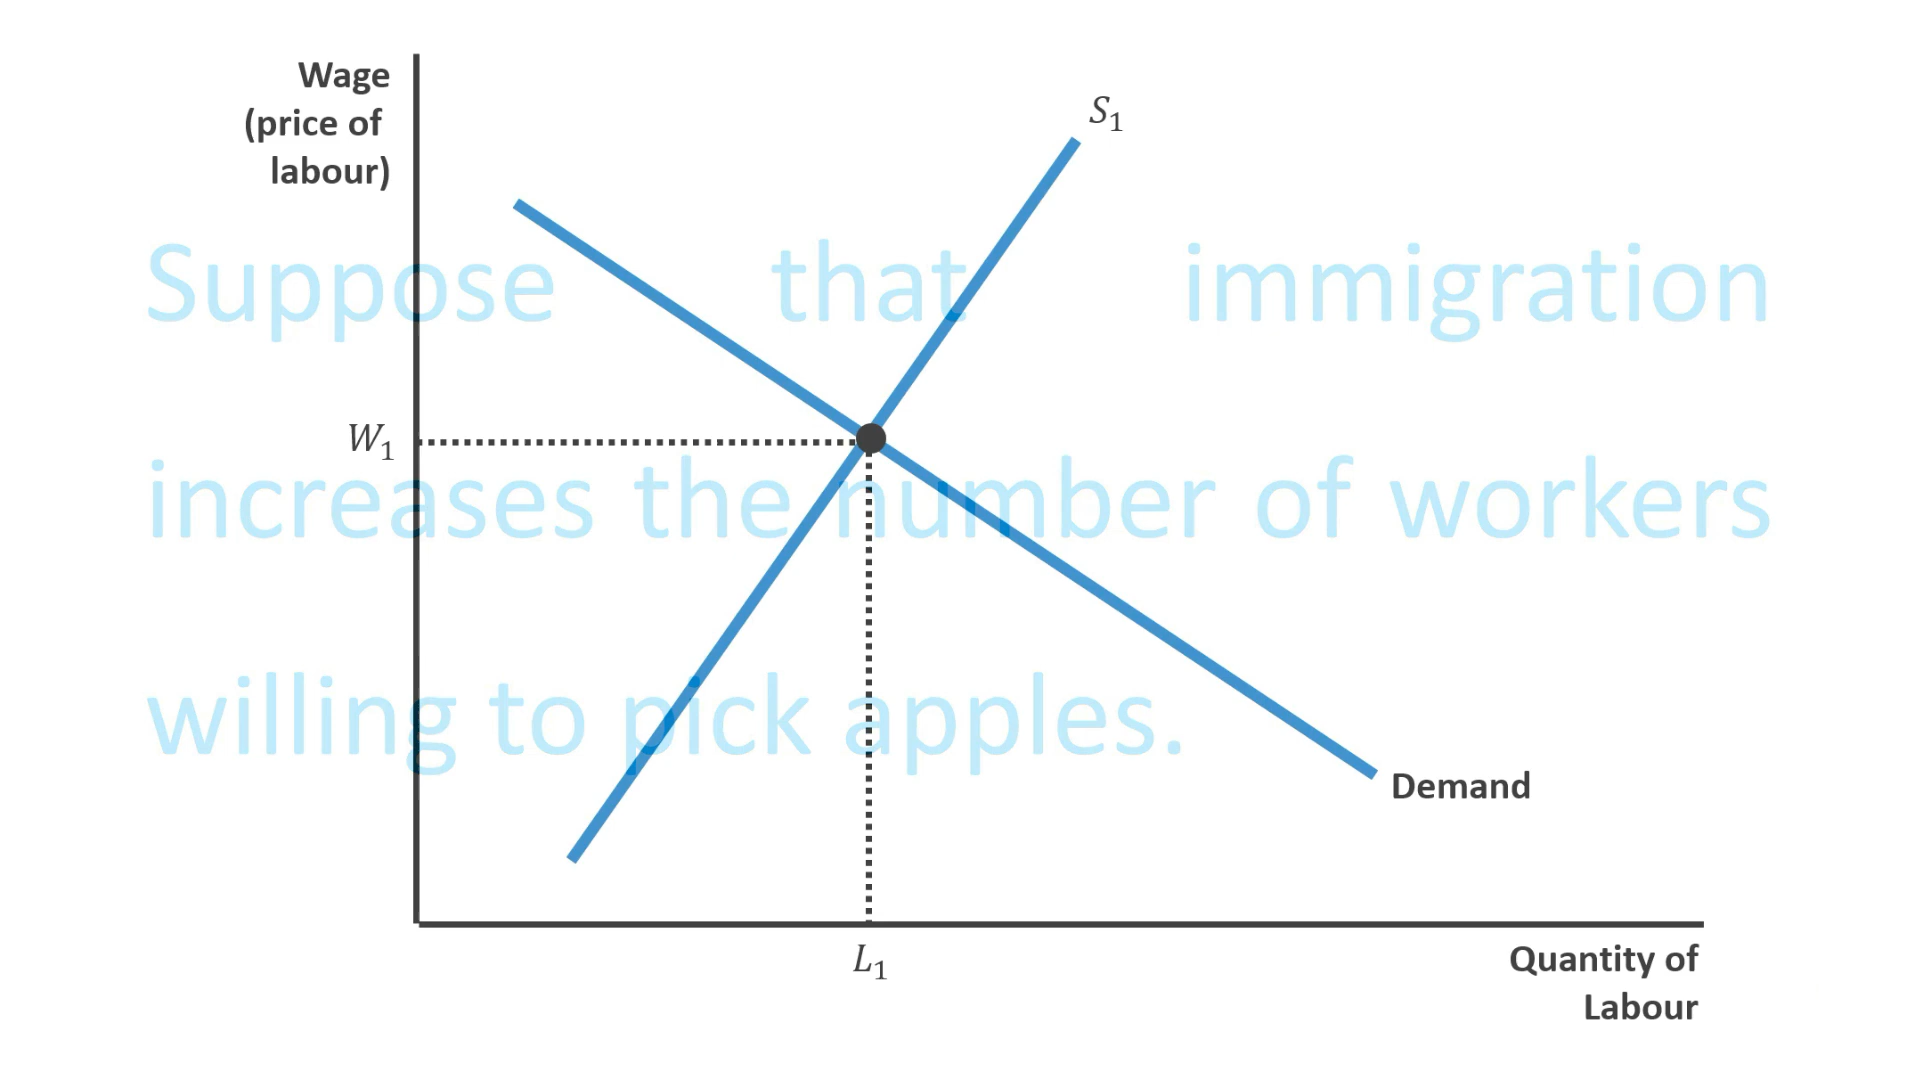 Wage
(price of
labour)
S₁
Suppose that immigration
W₁
increases the number of workers
willing to pick apples.
Demand
L₁
Quantity of
Labour